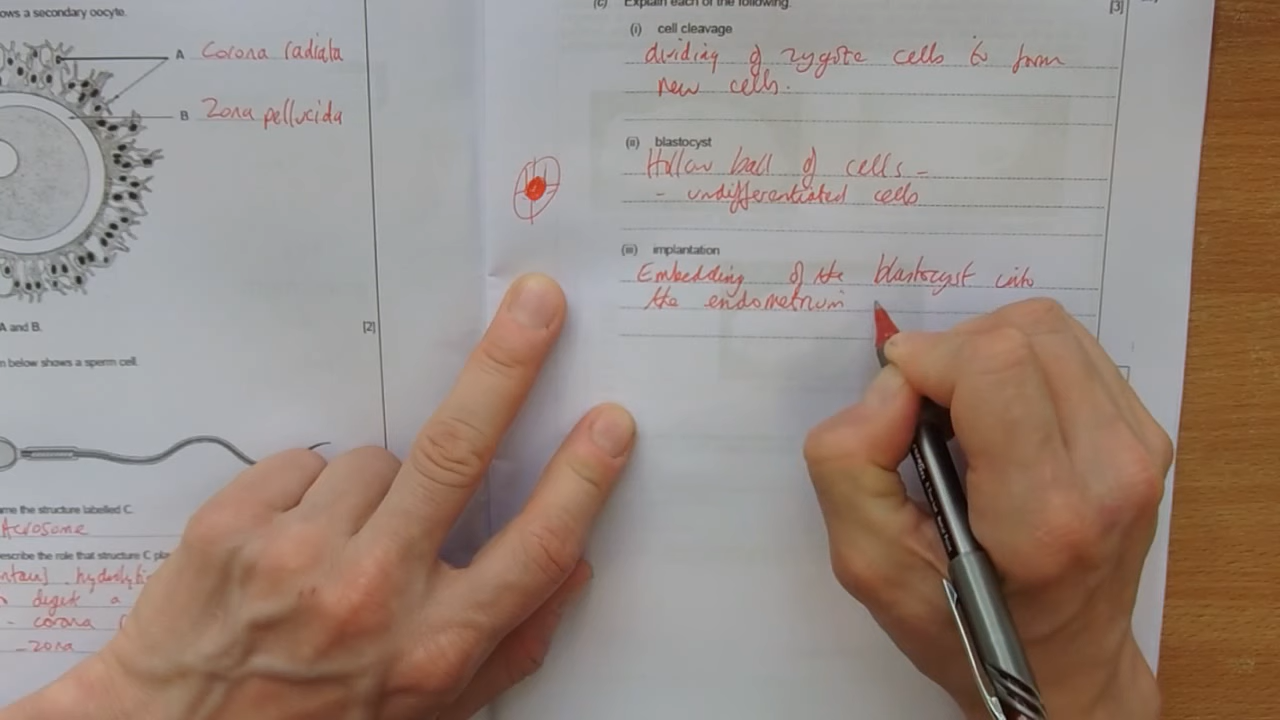 ows a secondary oocyte.
A Corona radiata
B Zona pellucida
A and B.
[2]
n below shows a sperm cell.
ame the structure labelled C.
Acrosome
escribe the role that structure C pla
ntain] hydroly
digest a
- corona
- zona
(c) Explain each of the following.
[3]
(i) cell cleavage
dividing of zygote cells to form
new cells.
(ii) blastocyst
Hollow ball of cells -
- undifferentiated cells
(iii) implantation
Embedding of the blastocyst into
the endometrium